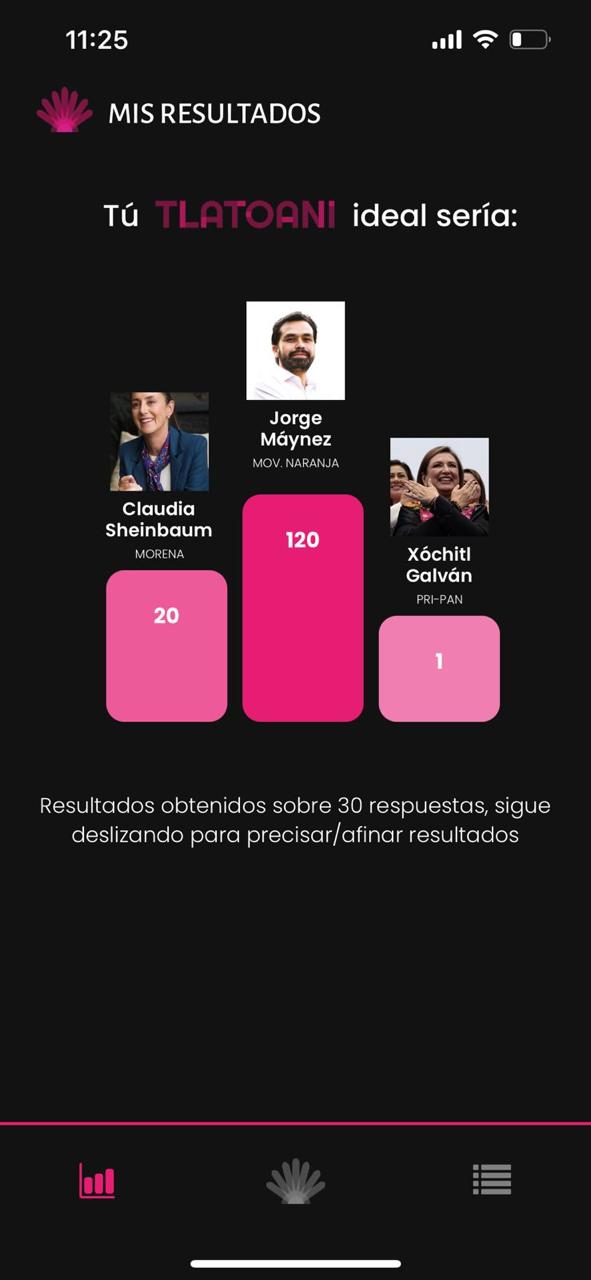 11:25
MIS RESULTADOS
Tú TLATOANI ideal sería:
Jorge
Máynez
MOV. NARANJA
120
Claudia
Sheinbaum
MORENA
20
Xóchitl
Galván
PRI-PAN
1
Resultados obtenidos sobre 30 respuestas, sigue
deslizando para precisar/afinar resultados